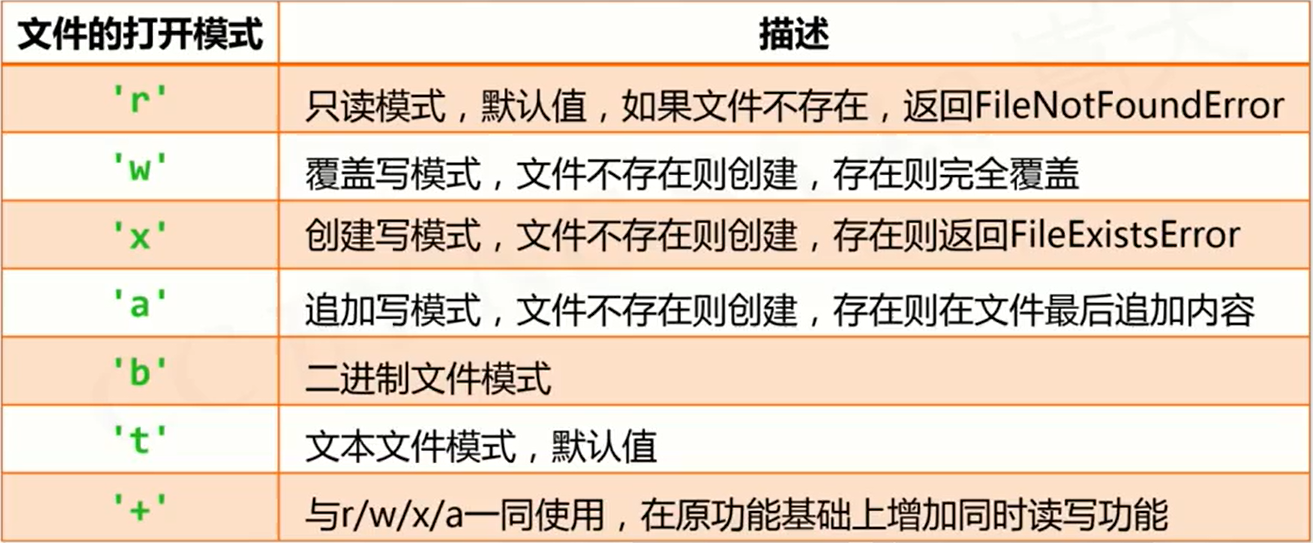 文件的打开模式 描述
'r' 只读模式，默认值，如果文件不存在，返回FileNotFoundError
'w' 覆盖写模式，文件不存在则创建，存在则完全覆盖
'x' 创建写模式，文件不存在则创建，存在则返回FileExistsError
'a' 追加写模式，文件不存在则创建，存在则在文件最后追加内容
'b' 二进制文件模式
't' 文本文件模式，默认值
'+' 与r/w/x/a一同使用，在原功能基础上增加同时读写功能